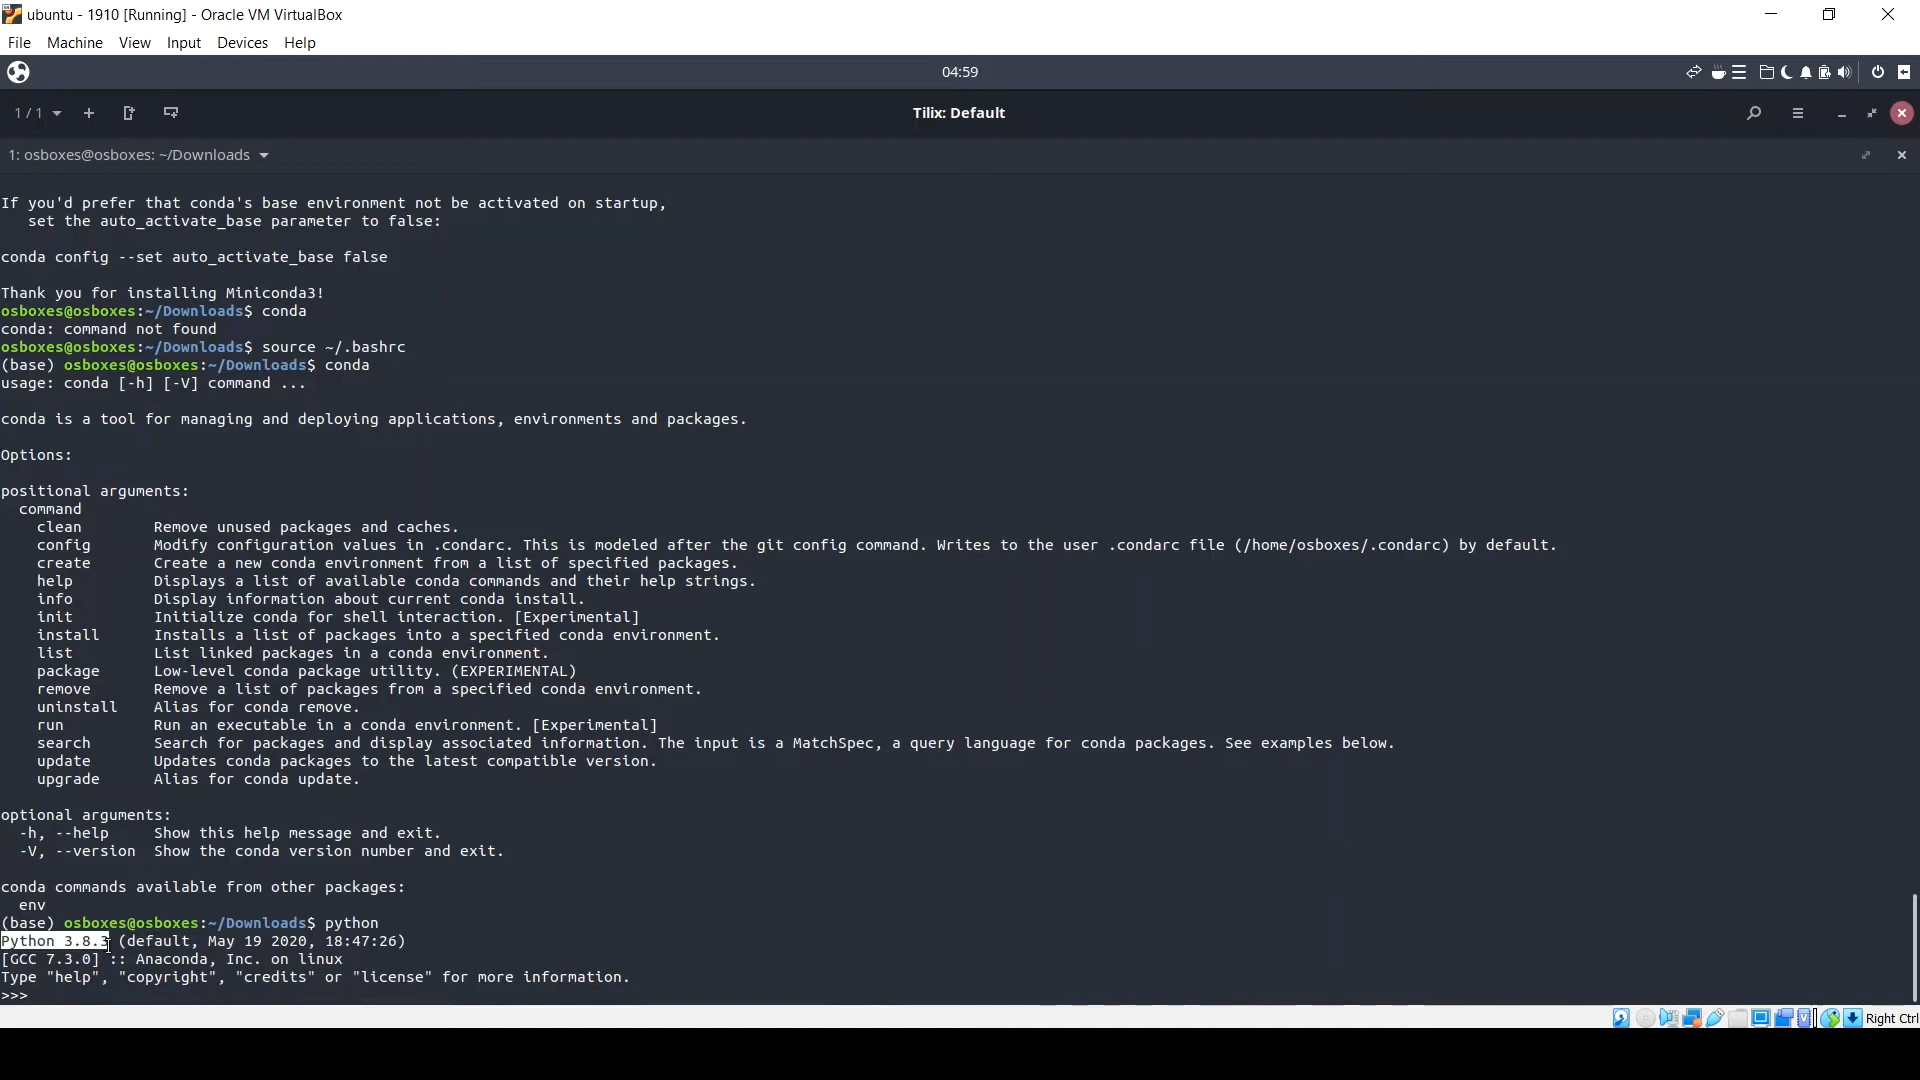 ubuntu - 1910 [Running] - Oracle VM VirtualBox
File Machine View Input Devices Help
04:59
1 / 1
Tilix: Default
1: osboxes@osboxes: ~/Downloads
If you'd prefer that conda's base environment not be activated on startup,
   set the auto_activate_base parameter to false:
conda config --set auto_activate_base false
Thank you for installing Miniconda3!
osboxes@osboxes:~/Downloads$ conda
conda: command not found
osboxes@osboxes:~/Downloads$ source ~/.bashrc
(base) osboxes@osboxes:~/Downloads$ conda
usage: conda [-h] [-V] command ...
conda is a tool for managing and deploying applications, environments and packages.
Options:
positional arguments:
  command
    clean        Remove unused packages and caches.
    config       Modify configuration values in .condarc. This is modeled after the git config command. Writes to the user .condarc file (/home/osboxes/.condarc) by default.
    create       Create a new conda environment from a list of specified packages.
    help         Displays a list of available conda commands and their help strings.
    info         Display information about current conda install.
    init         Initialize conda for shell interaction. [Experimental]
    install      Installs a list of packages into a specified conda environment.
    list         List linked packages in a conda environment.
    package      Low-level conda package utility. (EXPERIMENTAL)
    remove       Remove a list of packages from a specified conda environment.
    uninstall    Alias for conda remove.
    run          Run an executable in a conda environment. [Experimental]
    search       Search for packages and display associated information. The input is a MatchSpec, a query language for conda packages. See examples below.
    update       Updates conda packages to the latest compatible version.
    upgrade      Alias for conda update.
optional arguments:
  -h, --help     Show this help message and exit.
  -V, --version  Show the conda version number and exit.
conda commands available from other packages:
  env
(base) osboxes@osboxes:~/Downloads$ python
Python 3.8.3 (default, May 19 2020, 18:47:26)
[GCC 7.3.0] :: Anaconda, Inc. on linux
Type "help", "copyright", "credits" or "license" for more information.
>>>
Right Ctrl